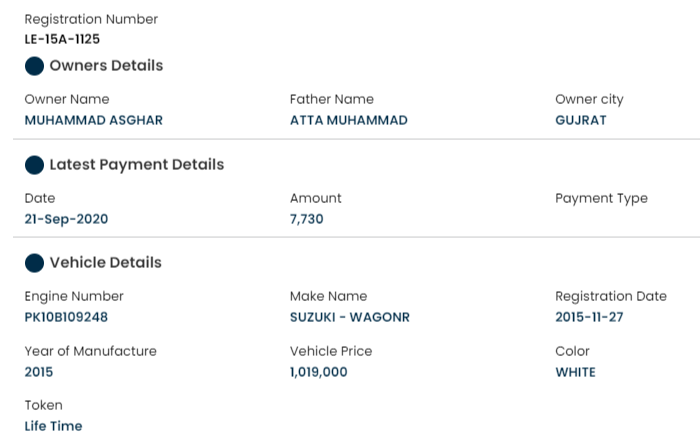 Registration Number
LE-15A-1125
Owners Details
Owner Name Father Name Owner city
MUHAMMAD ASGHAR ATTA MUHAMMAD GUJRAT
Latest Payment Details
Date Amount Payment Type
21-Sep-2020 7,730
Vehicle Details
Engine Number Make Name Registration Date
PK10B109248 SUZUKI - WAGONR 2015-11-27
Year of Manufacture Vehicle Price Color
2015 1,019,000 WHITE
Token
Life Time